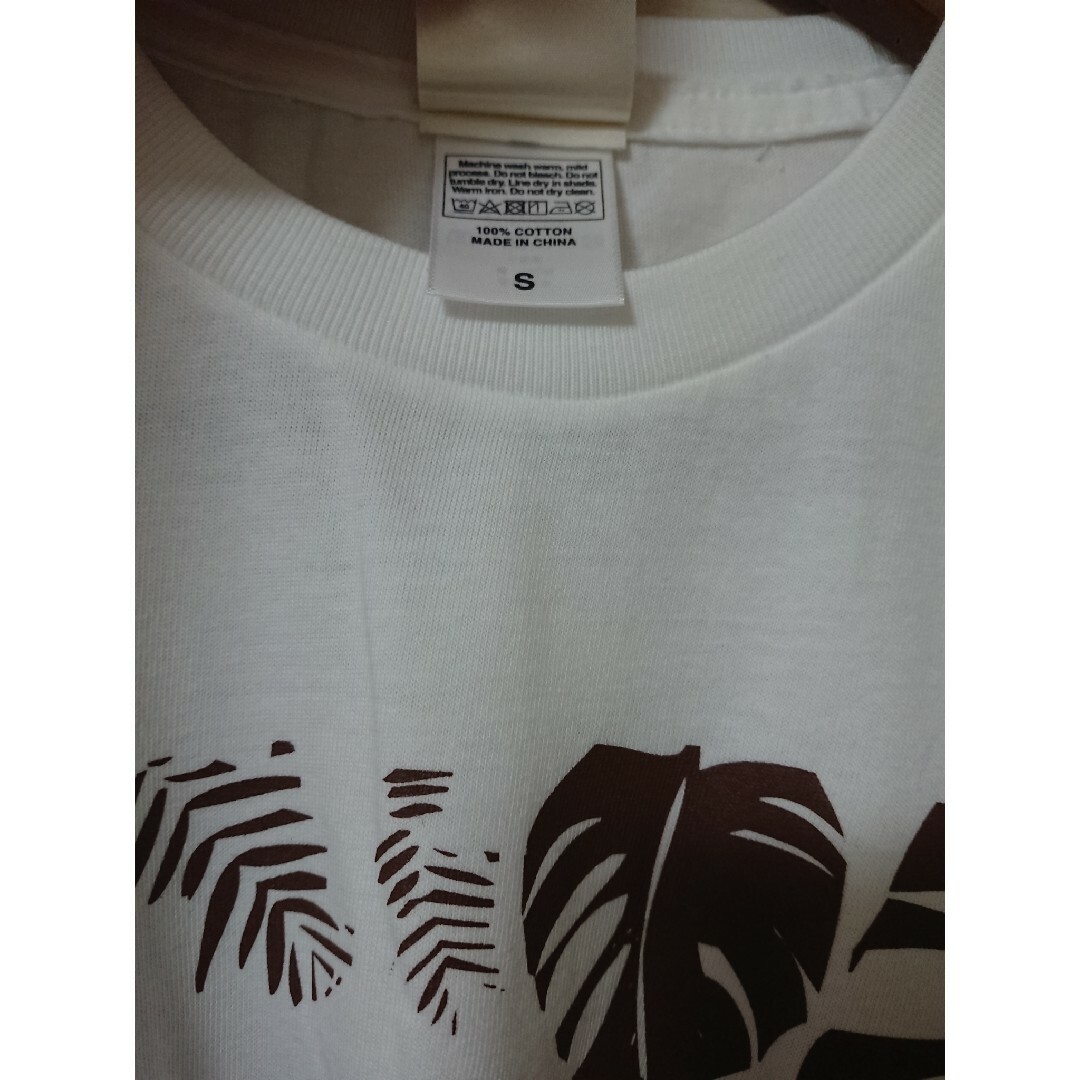 Machine wash warm, mild
process. Do not bleach. Do not
tumble dry. Line dry in shade.
Warm iron. Do not dry clean.
40
100% COTTON
MADE IN CHINA
S